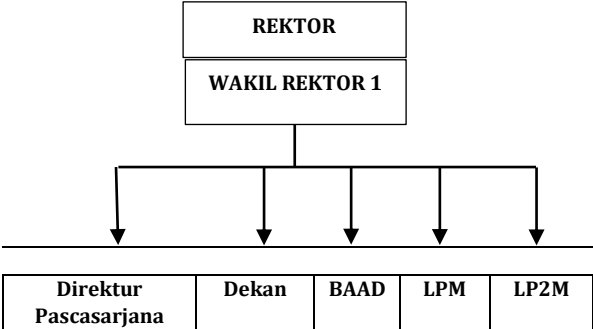 REKTOR
WAKIL REKTOR 1
Direktur Pascasarjana
Dekan
BAAD
LPM
LP2M